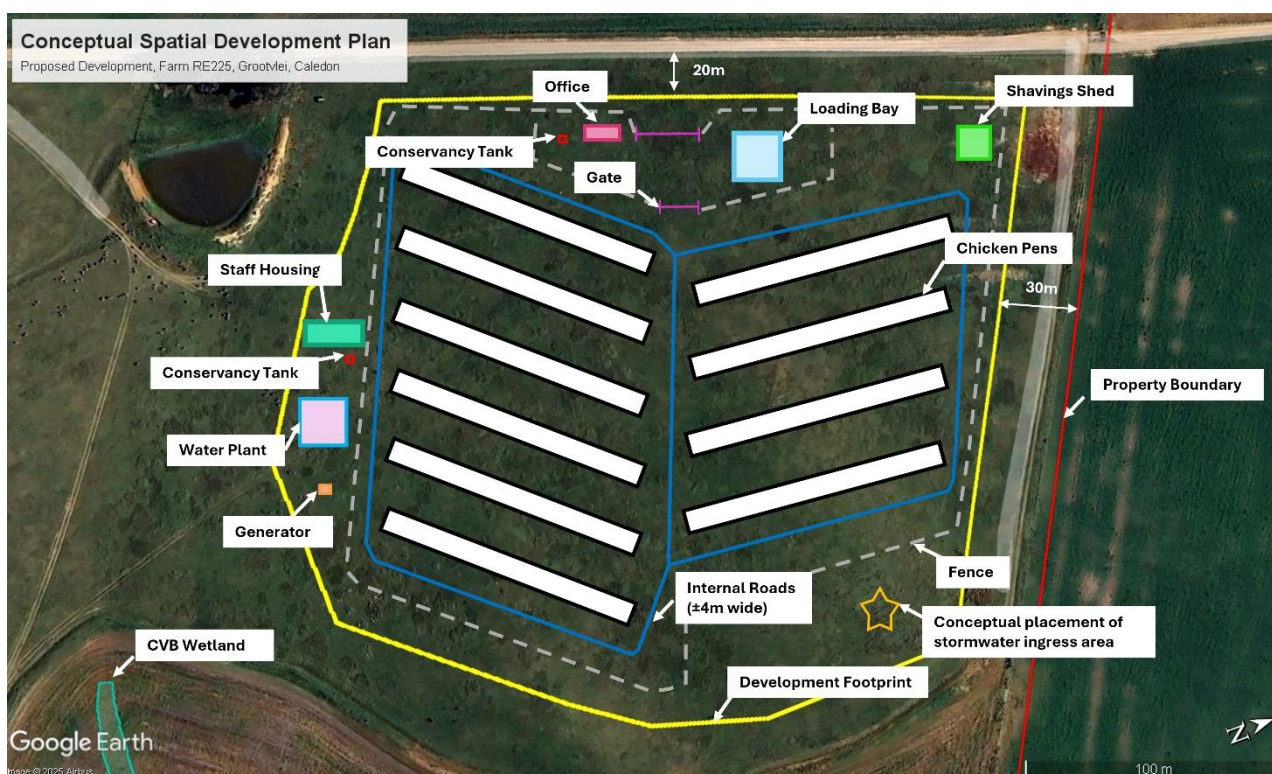 Conceptual Spatial Development Plan
Proposed Development, Farm RE225, Grootvlei, Caledon
20m
Office
Loading Bay
Shavings Shed
Conservancy Tank
Gate
Chicken Pens
Staff Housing
30m
Conservancy Tank
Property Boundary
Water Plant
Generator
Fence
Internal Roads
(±4m wide)
Conceptual placement of
stormwater ingress area
CVB Wetland
Development Footprint
Google Earth
Image © 2025 Airbus
N
100 m